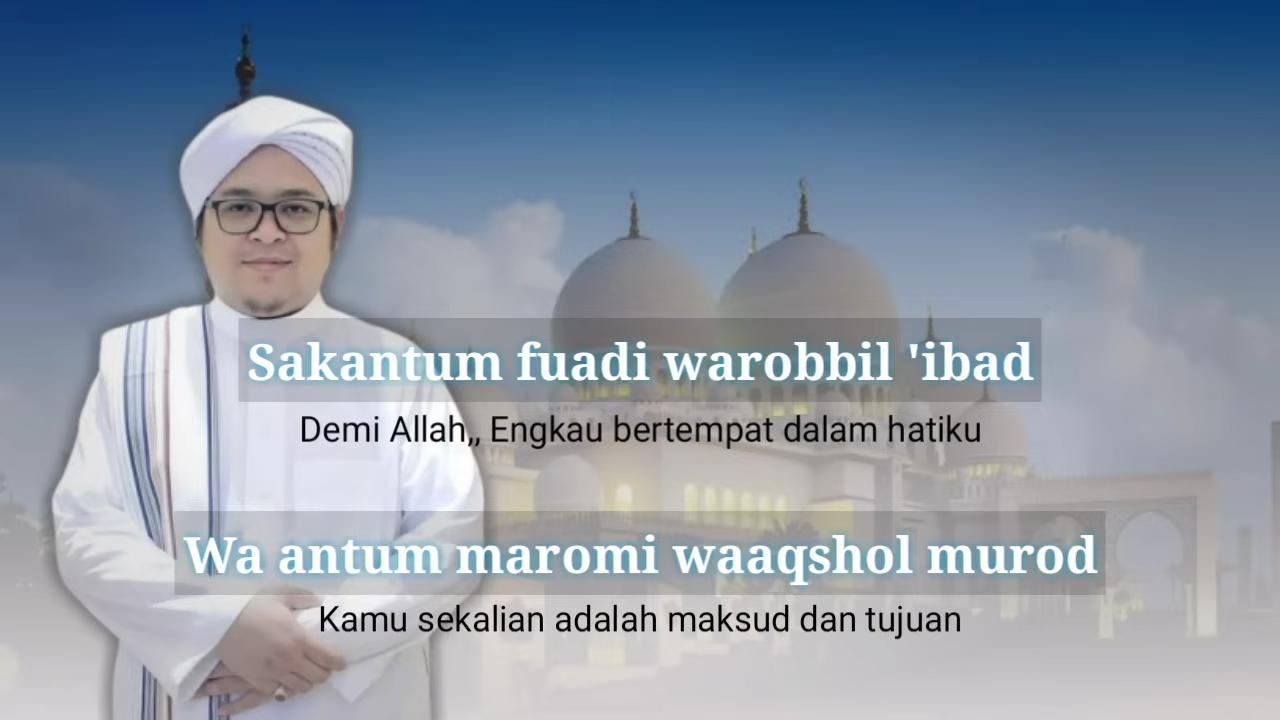 Sakantum fuadi warobbil 'ibad
Demi Allah,, Engkau bertempat dalam hatiku
Wa antum maromi waaqshol murod
Kamu sekalian adalah maksud dan tujuan